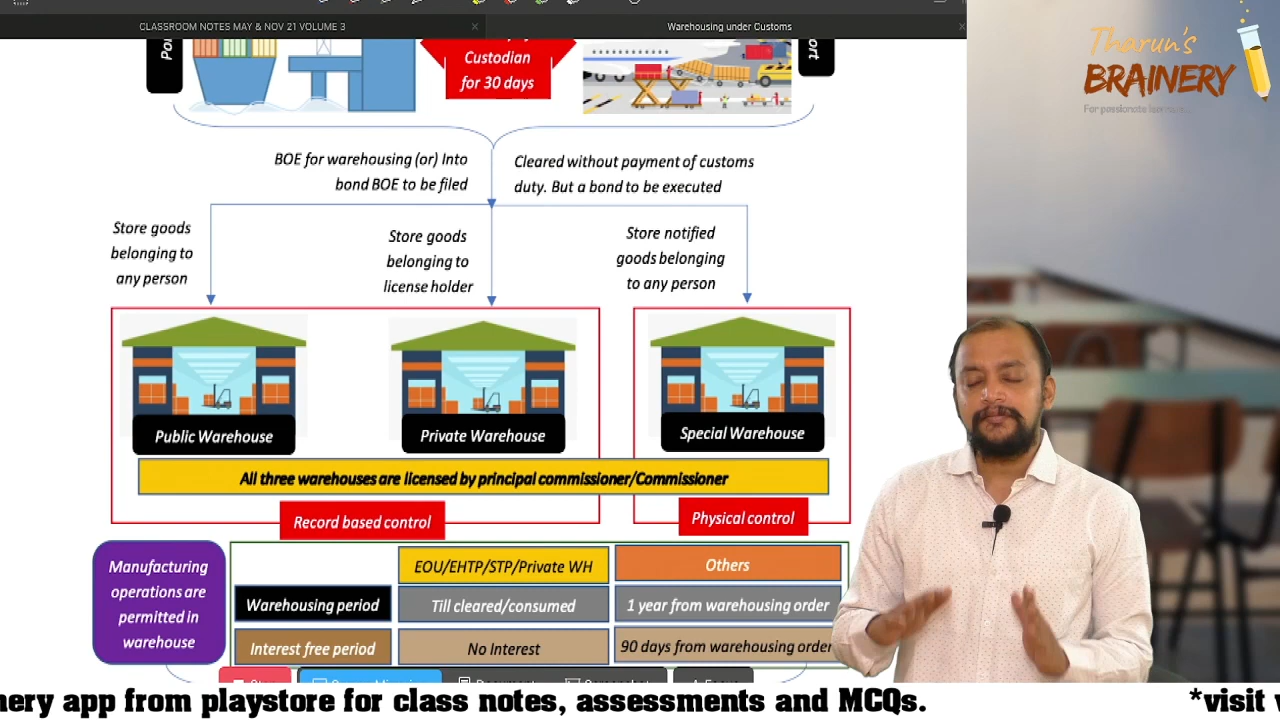 CLASSROOM NOTES MAY & NOV 21 VOLUME 3
Warehousing under Customs
Tharun's
BRAINERY
For passionate learners...
Custodian
for 30 days
BOE for warehousing (or) Into
bond BOE to be filed
Cleared without payment of customs
duty. But a bond to be executed
Store goods
belonging to
any person
Store goods
belonging to
license holder
Store notified
goods belonging
to any person
Public Warehouse
Private Warehouse
Special Warehouse
All three warehouses are licensed by principal commissioner/Commissioner
Record based control
Physical control
Manufacturing
operations are
permitted in
warehouse
EOU/EHTP/STP/Private WH
Others
Warehousing period
Till cleared/consumed
1 year from warehousing order
Interest free period
No Interest
90 days from warehousing order
nery app from playstore for class notes, assessments and MCQs.
*visit